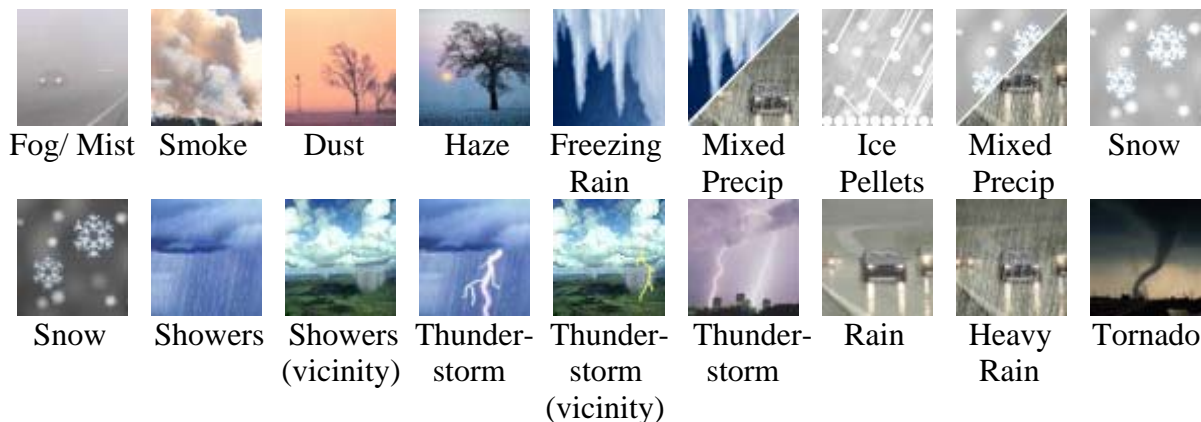 Fog/ Mist Smoke Dust Haze Freezing Rain Mixed Precip Ice Pellets Mixed Precip Snow
Snow Showers Showers (vicinity) Thunder-storm Thunder-storm (vicinity) Thunder-storm Rain Heavy Rain Tornado